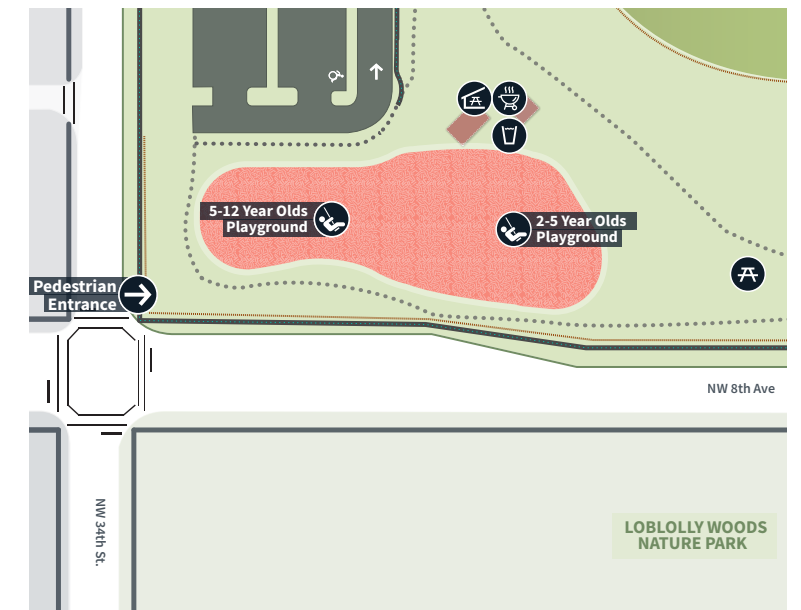 5-12 Year Olds
Playground
2-5 Year Olds
Playground
Pedestrian
Entrance
NW 8th Ave
NW 34th St.
LOBLOLLY WOODS
NATURE PARK